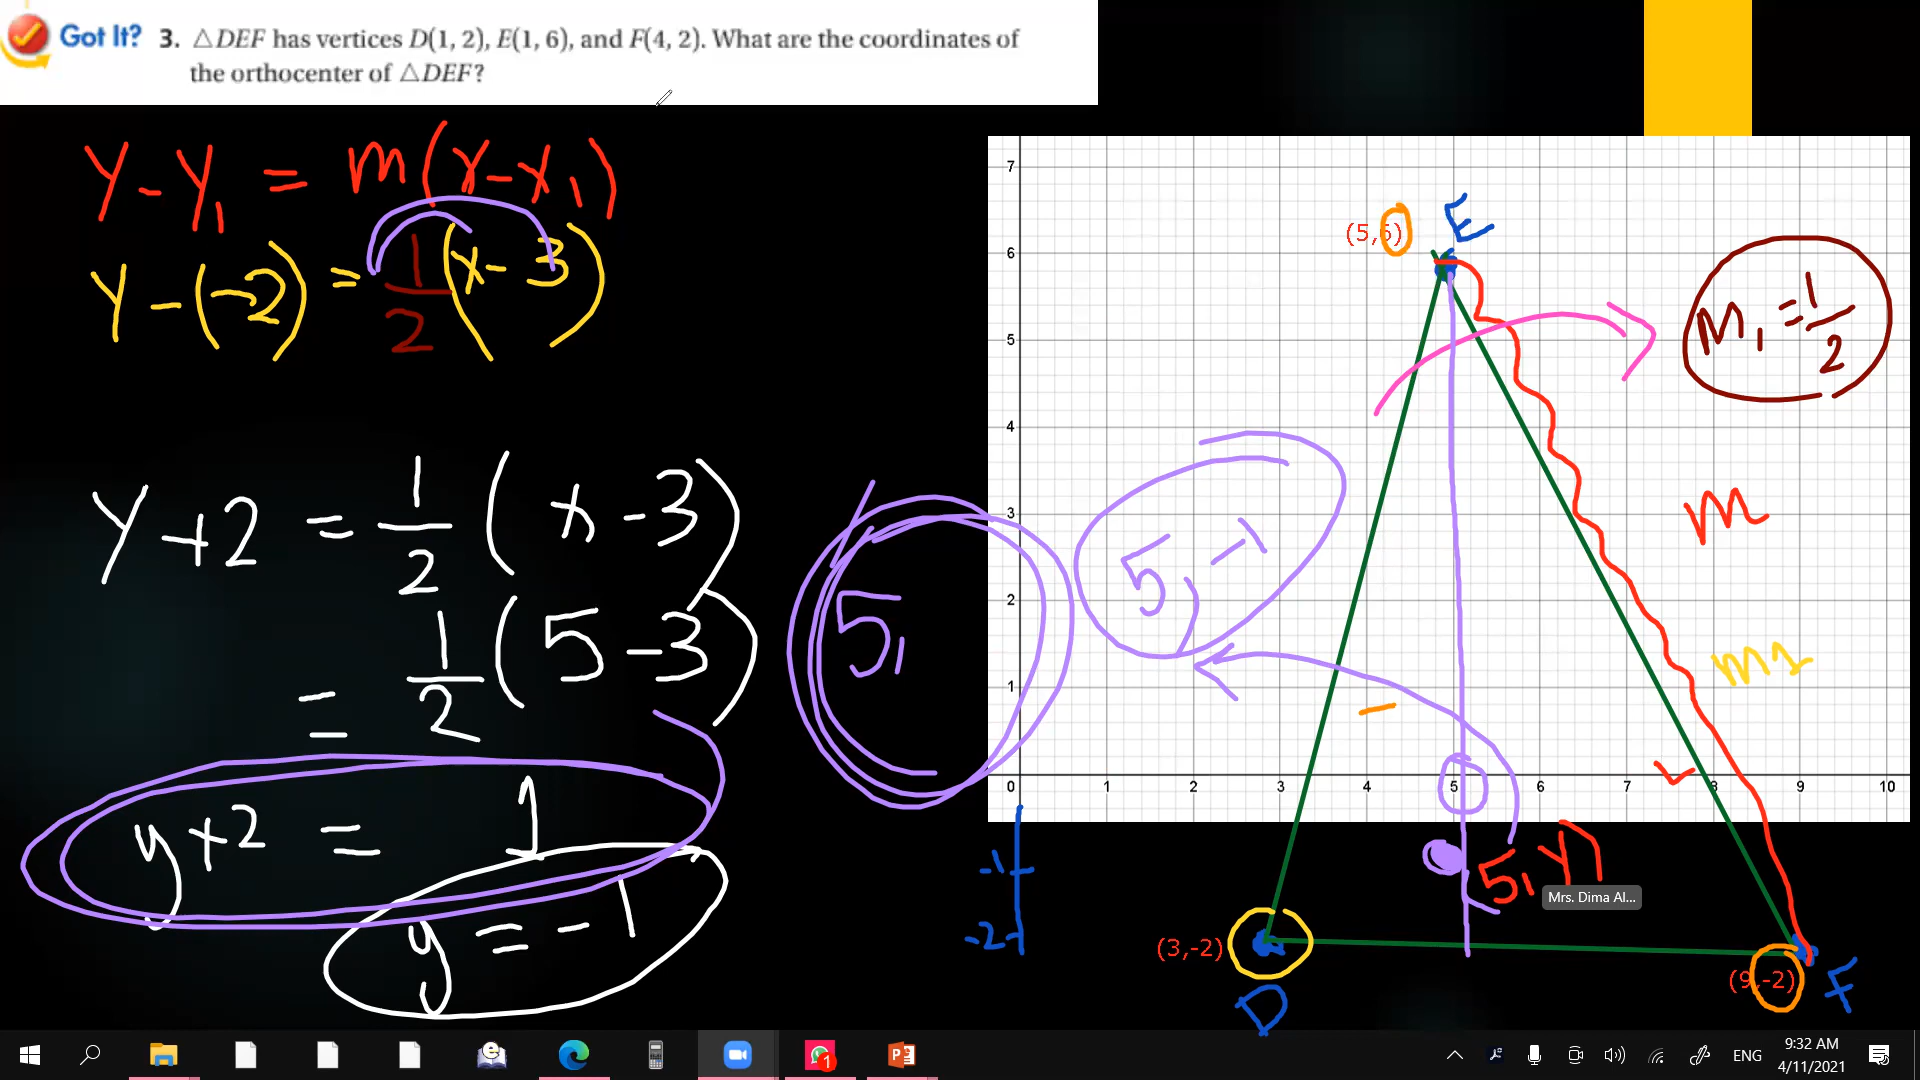 Got It? 3. △DEF has vertices D(1, 2), E(1, 6), and F(4, 2). What are the coordinates of
the orthocenter of △DEF?
y - y₁ = m(x - x₁)
y - (-2) = 1/2 (x - 3)
y + 2 = 1/2 (x - 3)
= 1/2 (5 - 3)
y + 2 = 1
y = -1
5,
5, -1
7
6
5
4
3
2
1
0 1 2 3 4 5 6 7 8 9 10
-1
-2
(5,6)
E
m₁ = 1/2
m
m2
5, y)
Mrs. Dima Al...
(3,-2)
D
(9,-2)
F
1
ENG
9:32 AM
4/11/2021